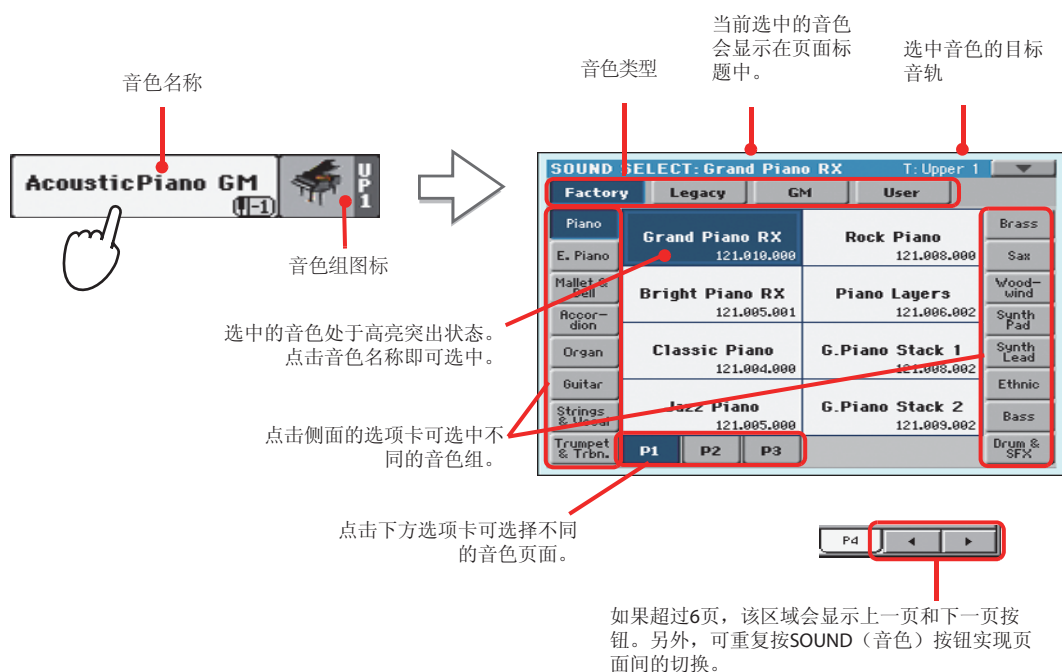 当前选中的音色
会显示在页面标
题中。
选中音色的目标
音轨
音色类型
音色名称
AcousticPiano GM
-1
UP1
音色组图标
SOUND SELECT: Grand Piano RX T: Upper 1
Factory Legacy GM User
Piano
E. Piano
Mallet &
Bell
Accor-
dion
Organ
Guitar
Strings
& Vocal
Trumpet
& Trbn.
Grand Piano RX
121.010.000
Rock Piano
121.008.000
Bright Piano RX
121.005.001
Piano Layers
121.006.002
Classic Piano
121.004.000
G.Piano Stack 1
121.008.002
Jazz Piano
121.005.000
G.Piano Stack 2
121.009.002
Brass
Sax
Wood-
wind
Synth
Pad
Synth
Lead
Ethnic
Bass
Drum &
SFX
P1 P2 P3
选中的音色处于高亮突出状态。
点击音色名称即可选中。
点击侧面的选项卡可选中不
同的音色组。
点击下方选项卡可选择不同
的音色页面。
P4
如果超过6页，该区域会显示上一页和下一页按
钮。另外，可重复按SOUND（音色）按钮实现页
面间的切换。